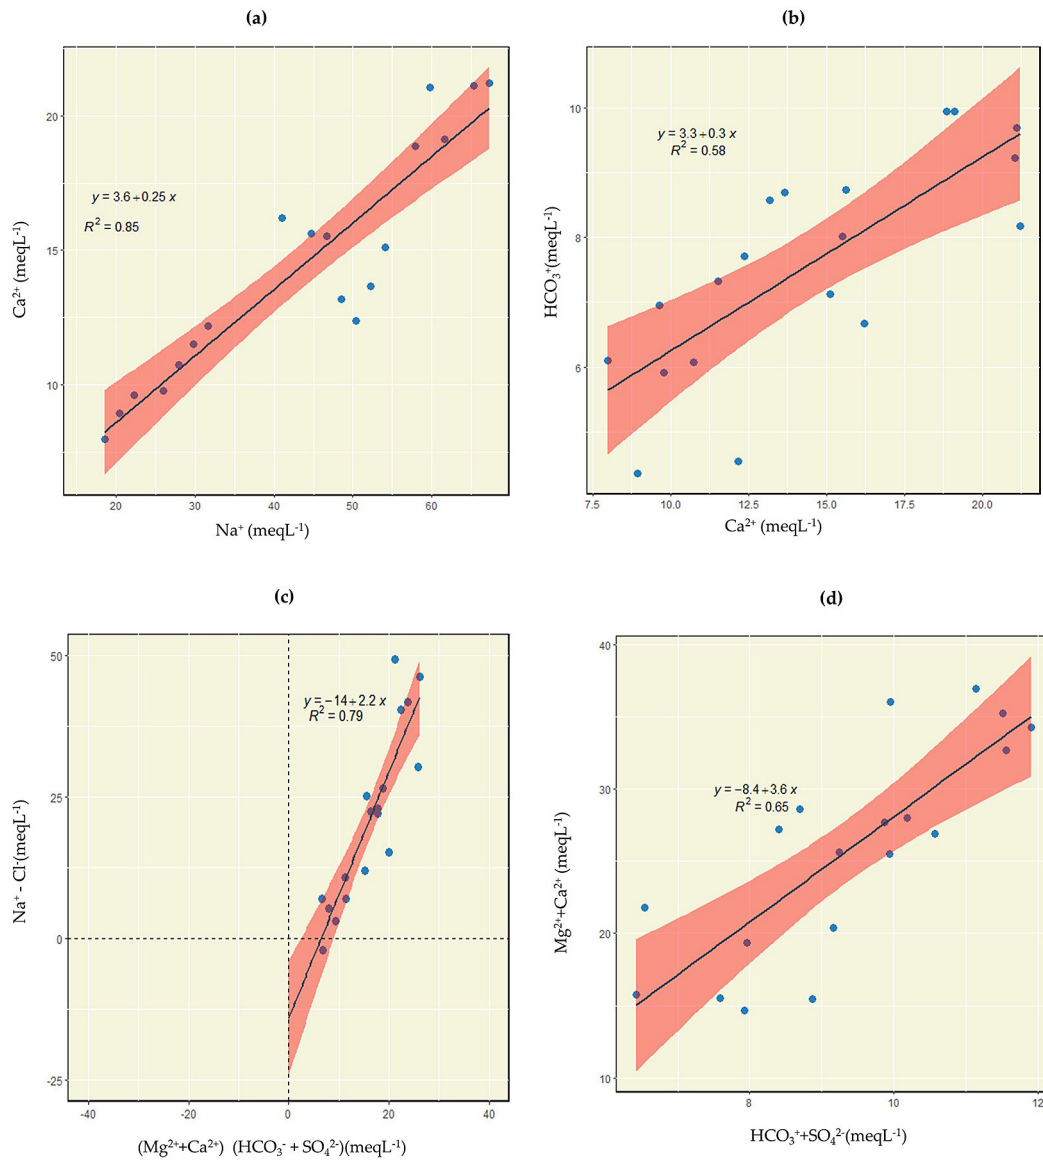 (a)
y = 3.6 + 0.25 x
R² = 0.85
20
15
10
Ca²⁺ (meqL⁻¹)
20 30 40 50 60
Na⁺ (meqL⁻¹)
(b)
y = 3.3 + 0.3 x
R² = 0.58
10
8
6
HCO₃⁺(meqL⁻¹)
7.5 10.0 12.5 15.0 17.5 20.0
Ca²⁺ (meqL⁻¹)
(c)
y = −14 + 2.2 x
R² = 0.79
50
25
0
-25
Na⁺ - Cl⁻(meqL⁻¹)
-40 -20 0 20 40
(Mg²⁺+Ca²⁺) (HCO₃⁻ + SO₄²⁻)(meqL⁻¹)
(d)
y = −8.4 + 3.6 x
R² = 0.65
40
30
20
10
Mg²⁺+Ca²⁺ (meqL⁻¹)
8 10 12
HCO₃⁺+SO₄²⁻(meqL⁻¹)